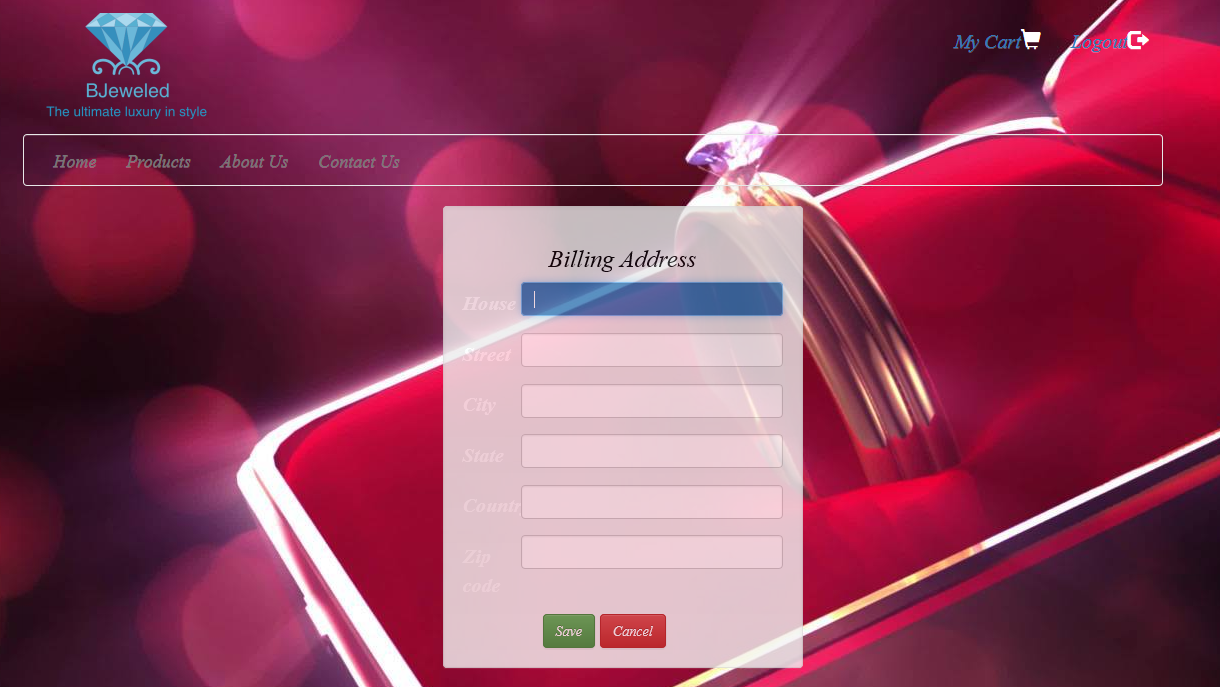 BJeweled
The ultimate luxury in style
My Cart Logout
Home Products About Us Contact Us
Billing Address
House
Street
City
State
Countr
Zip
code
Save Cancel